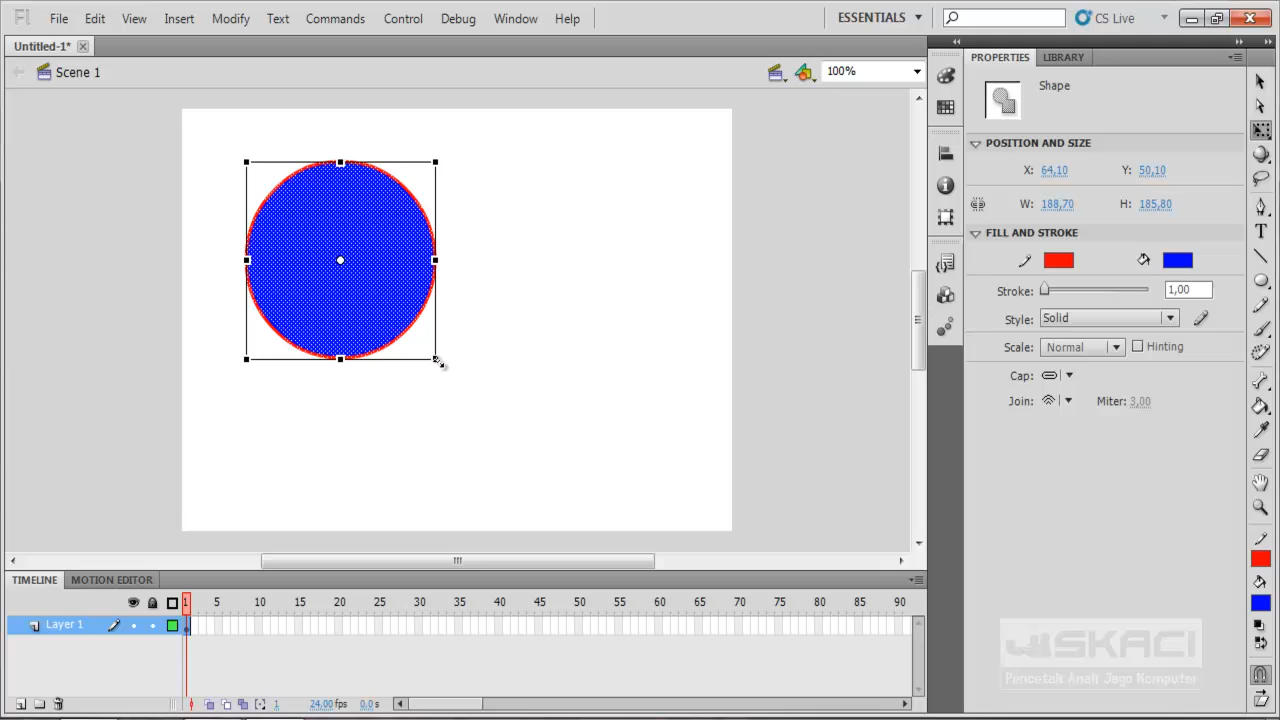 Fl File Edit View Insert Modify Text Commands Control Debug Window Help ESSENTIALS CS Live
Untitled-1*
Scene 1 100%
PROPERTIES LIBRARY
Shape
POSITION AND SIZE
X: 64,10 Y: 50,10
W: 188,70 H: 185,80
FILL AND STROKE
Stroke: 1,00
Style: Solid
Scale: Normal Hinting
Cap:
Join: Miter: 3,00
TIMELINE MOTION EDITOR
1 5 10 15 20 25 30 35 40 45 50 55 60 65 70 75 80 85 90
Layer 1
1 24.00fps 0.0s
SKACI
Pencetak Anak Jago Komputer